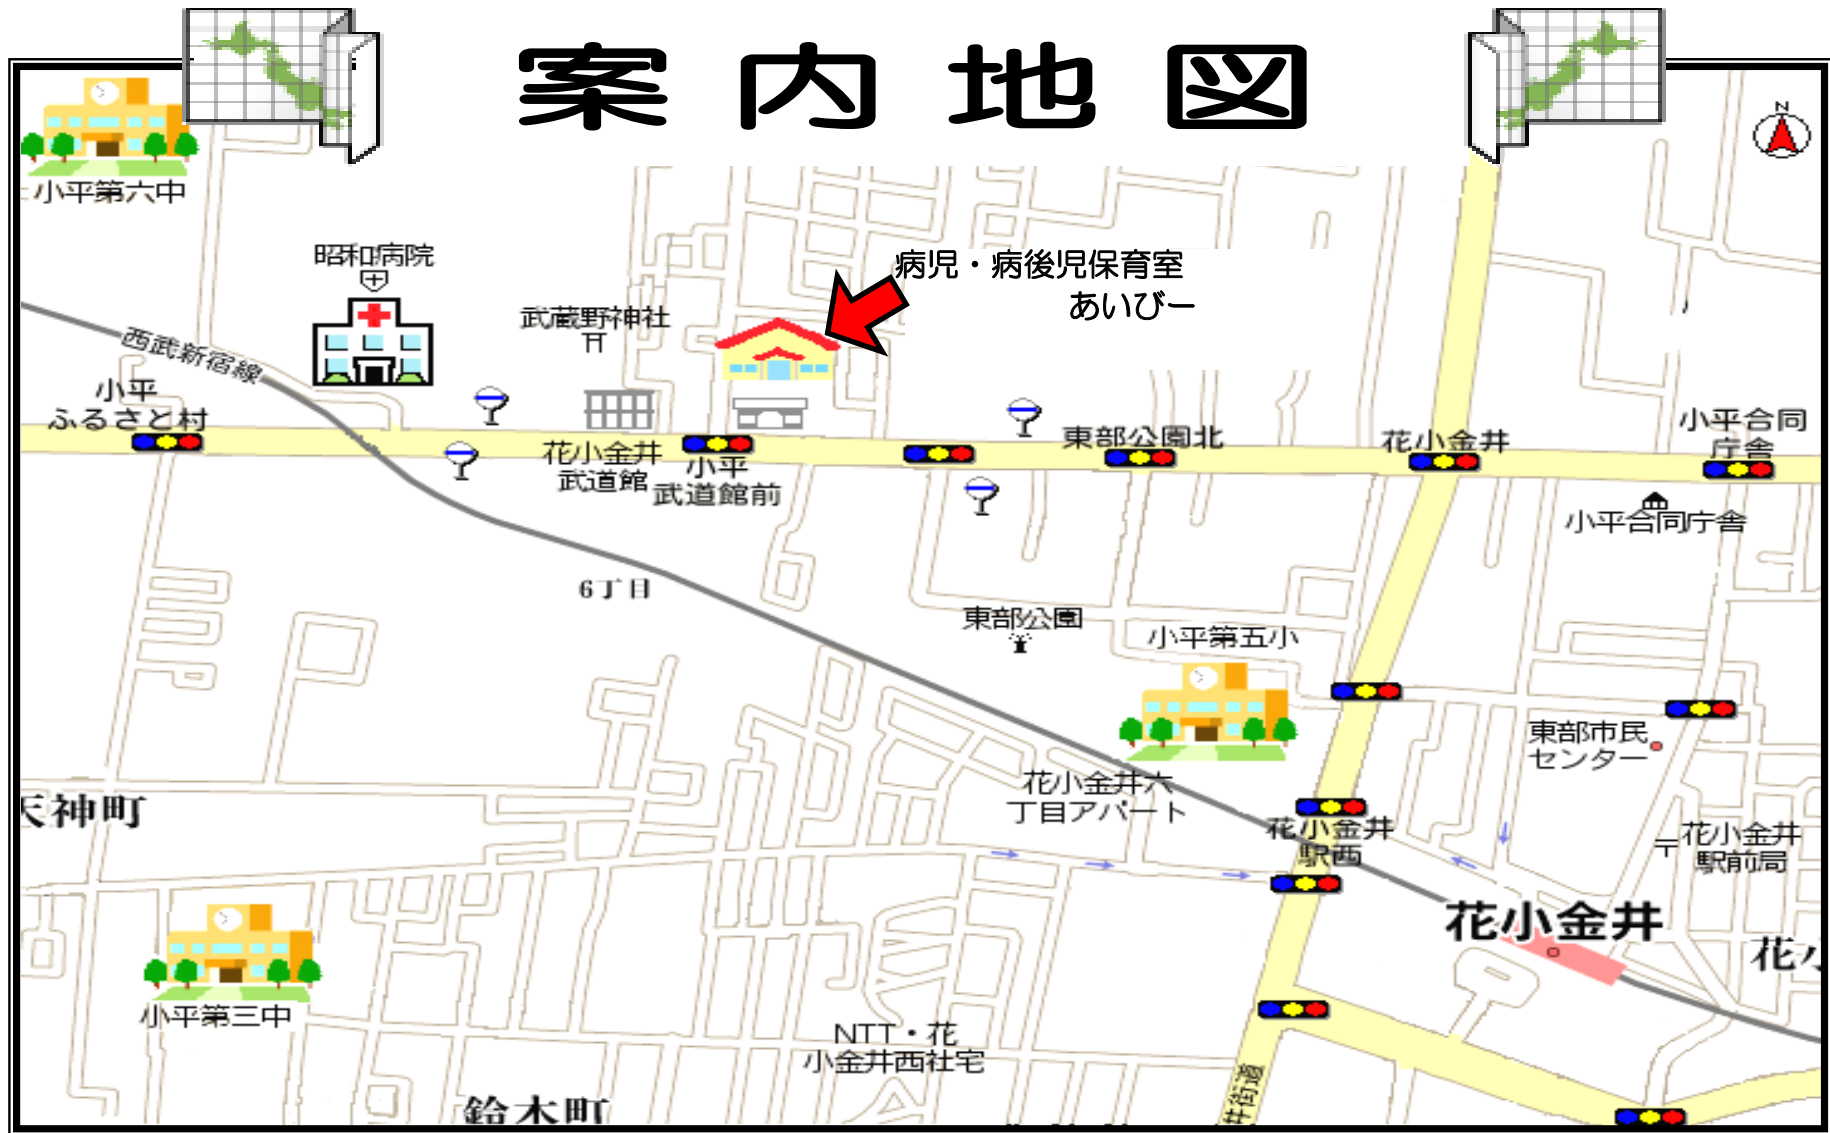 案内地図
N
小平第六中
昭和病院
病児・病後児保育室
あいびー
武蔵野神社
西武新宿線
小平
ふるさと村
花小金井
武道館
小平
武道館前
東部公園北
花小金井
小平合同
庁舎
小平合同庁舎
6丁目
東部公園
小平第五小
東部市民
センター
花小金井六
丁目アパート
天神町
花小金井
駅西
花小金井
駅前局
花小金井
花小
小平第三中
NTT・花
小金井西社宅
井街道
鈴木町